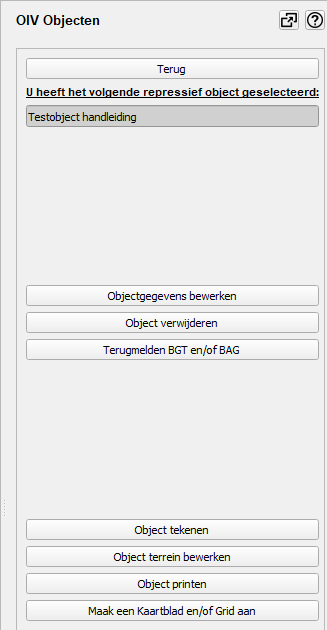 OIV Objecten
Terug
U heeft het volgende repressief object geselecteerd:
Testobject handleiding
Objectgegevens bewerken
Object verwijderen
Terugmelden BGT en/of BAG
Object tekenen
Object terrein bewerken
Object printen
Maak een Kaartblad en/of Grid aan